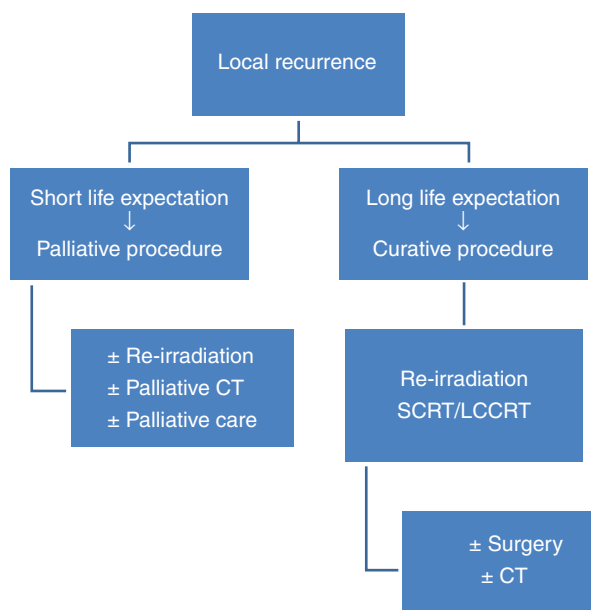 Local recurrence
Short life expectation
↓
Palliative procedure
± Re-irradiation
± Palliative CT
± Palliative care
Long life expectation
↓
Curative procedure
Re-irradiation
SCRT/LCCRT
± Surgery
± CT